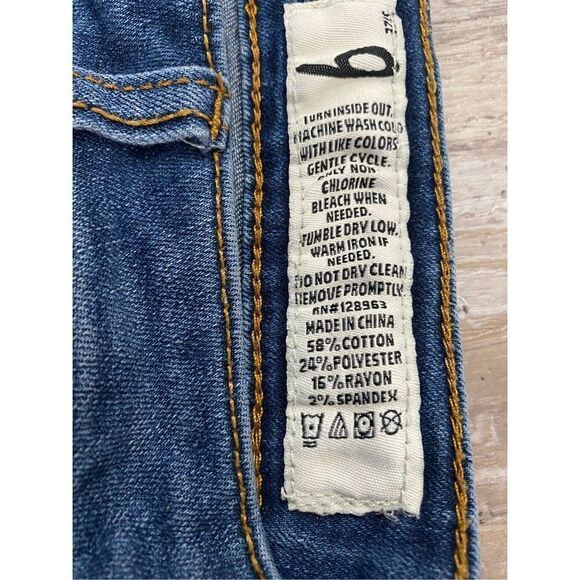 TURN INSIDE OUT.
MACHINE WASH COLD
WITH LIKE COLORS
GENTLE CYCLE.
ONLY NON
CHLORINE
BLEACH WHEN
NEEDED.
TUMBLE DRY LOW.
WARM IRON IF
NEEDED.
DO NOT DRY CLEAN
REMOVE PROMPTLY.
RN#128963
MADE IN CHINA
58% COTTON
24% POLYESTER
16% RAYON
2% SPANDEX